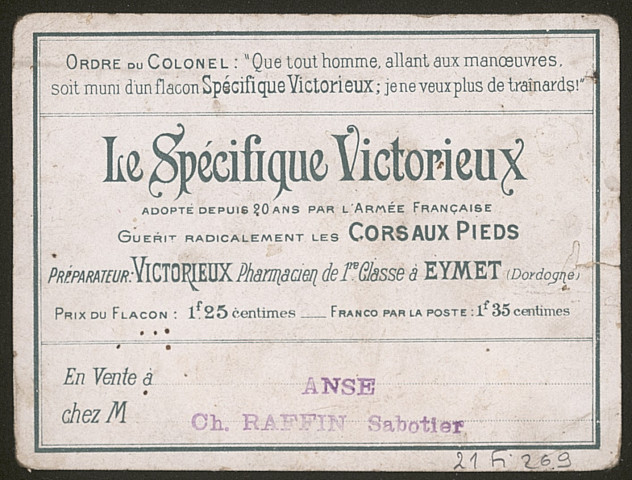 ORDRE DU COLONEL : "Que tout homme, allant aux manœuvres,
soit muni d'un flacon Spécifique Victorieux; je ne veux plus de trainards!"
Le Spécifique Victorieux
ADOPTÉ DEPUIS 20 ANS PAR L'ARMÉE FRANÇAISE
GUÉRIT RADICALEMENT LES CORS AUX PIEDS
PRÉPARATEUR: VICTORIEUX Pharmacien de 1re Classe à EYMET (Dordogne)
PRIX DU FLACON : 1f 25 centimes — FRANCO PAR LA POSTE : 1f 35 centimes
En Vente à ANSE
chez M Ch. RAFFIN Sabotier
21 Fi 269